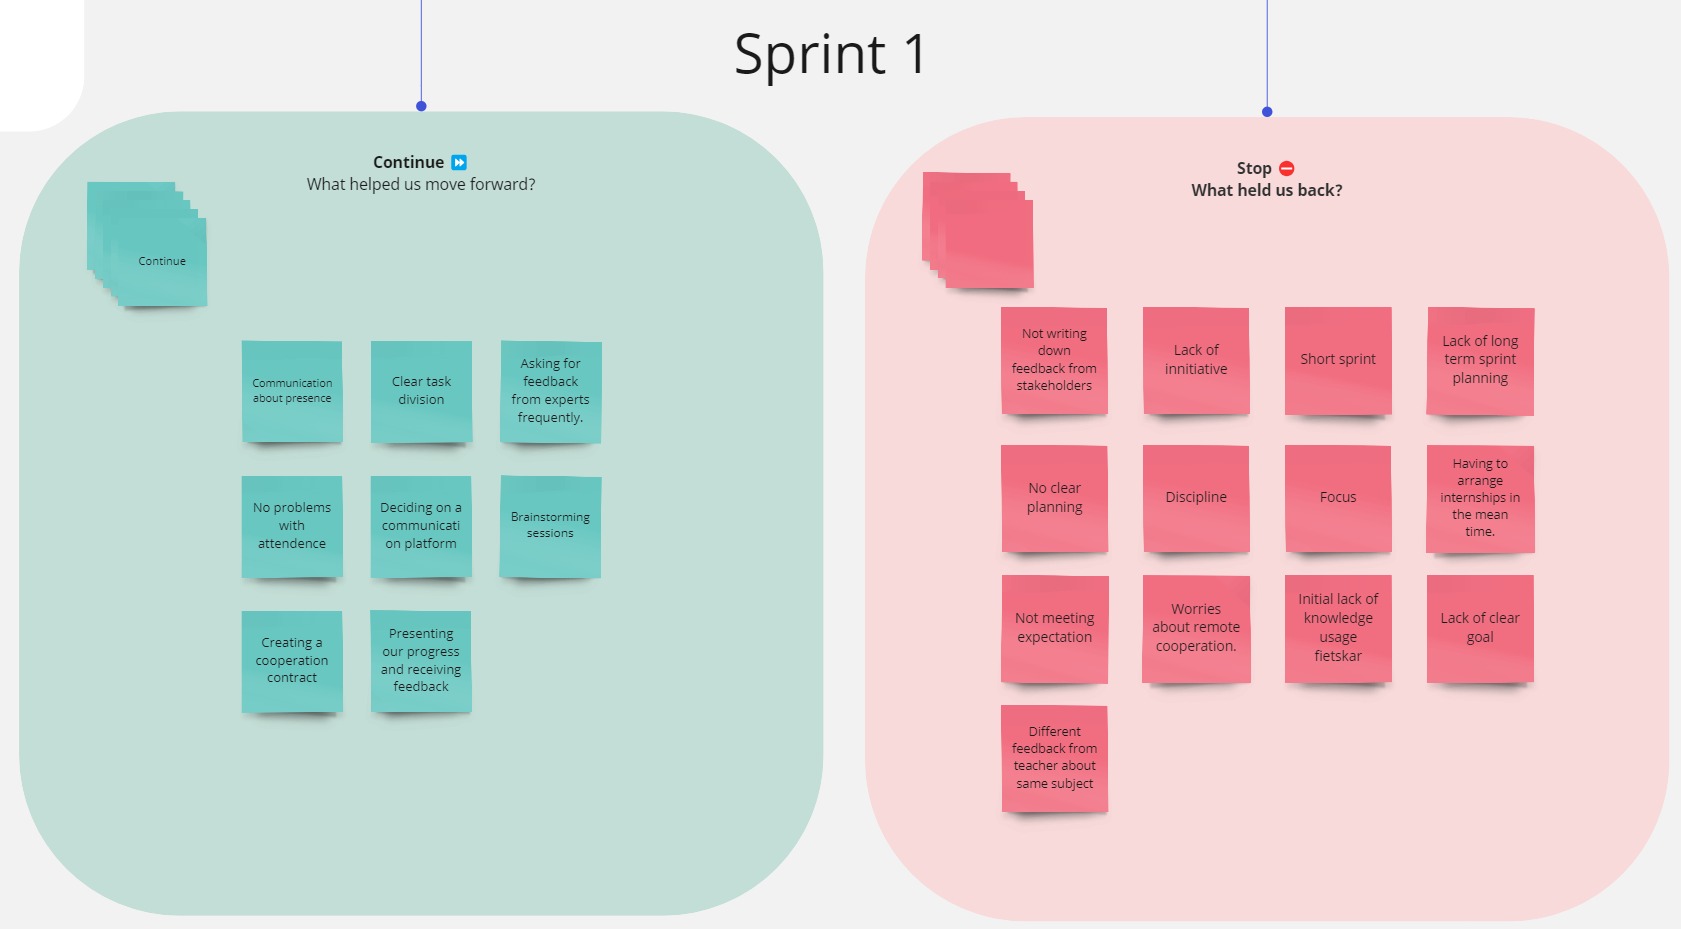 Sprint 1
Continue
What helped us move forward?
Continue
Communication
about presence
Clear task
division
Asking for
feedback
from experts
frequently.
No problems
with
attendence
Deciding on a
communicati
on platform
Brainstorming
sessions
Creating a
cooperation
contract
Presenting
our progress
and receiving
feedback
Stop
What held us back?
Not writing
down
feedback from
stakeholders
Lack of
innitiative
Short sprint
Lack of long
term sprint
planning
No clear
planning
Discipline
Focus
Having to
arrange
internships in
the mean
time.
Not meeting
expectation
Worries
about remote
cooperation.
Initial lack of
knowledge
usage
fietskar
Lack of clear
goal
Different
feedback from
teacher about
same subject